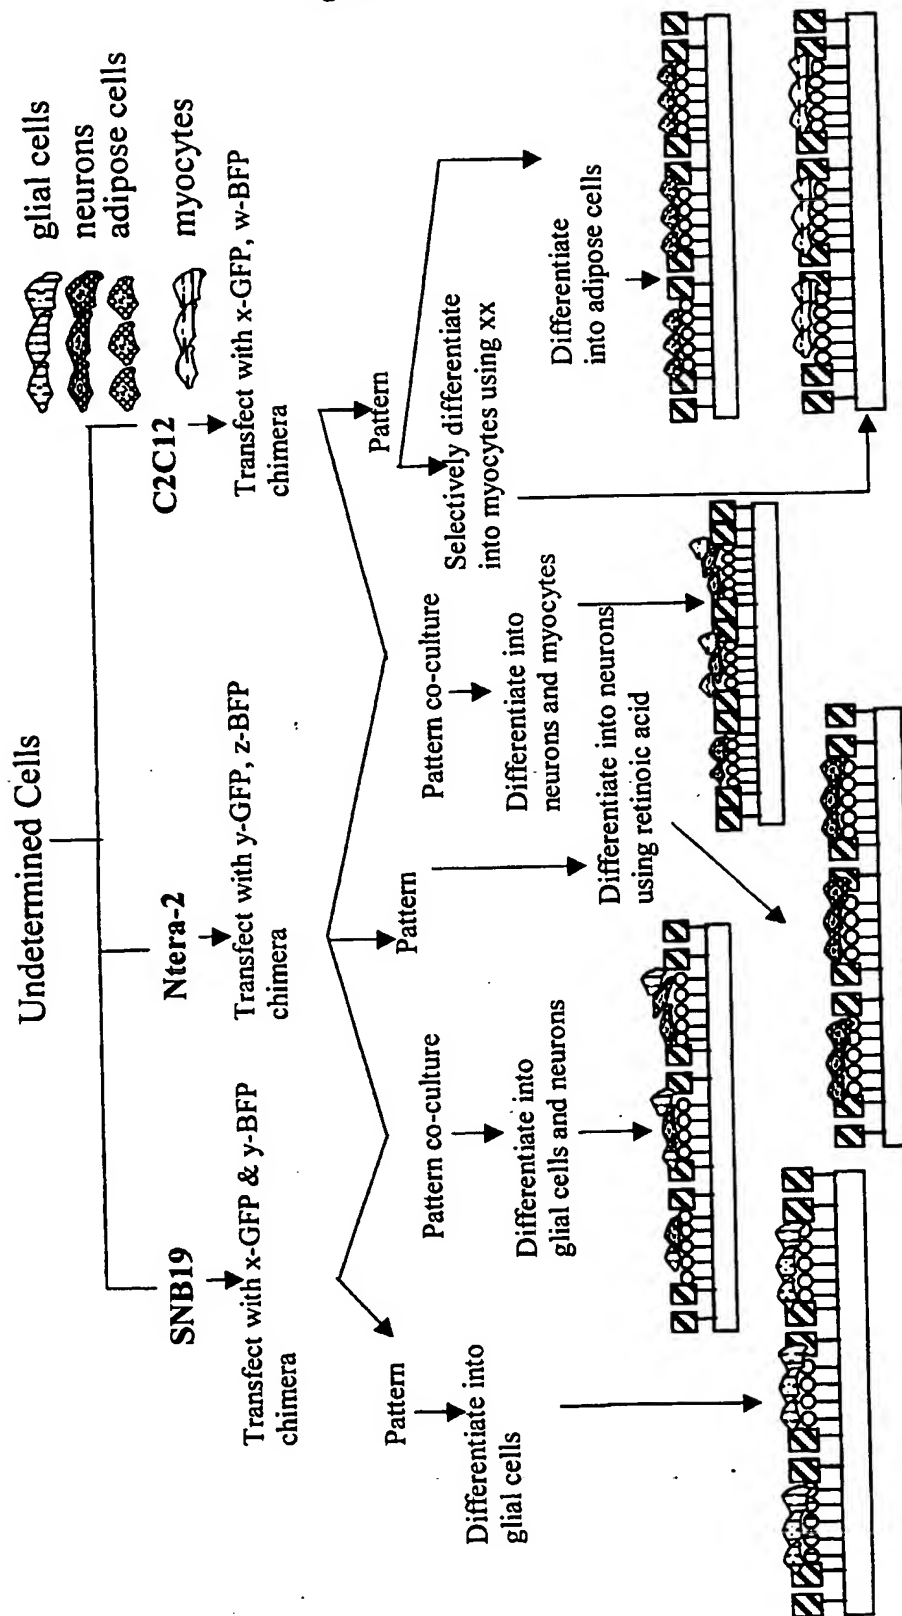 Undetermined Cells
glial cells
neurons
adipose cells
myocytes
SNB19
Ntera-2
C2C12
Transfect with x-GFP & y-BFP
chimera
Transfect with y-GFP, z-BFP
chimera
Transfect with x-GFP, w-BFP
chimera
Pattern
Differentiate into
glial cells
Pattern co-culture
Differentiate into
glial cells and neurons
Pattern
Differentiate into neurons
using retinoic acid
Pattern co-culture
Differentiate into
neurons and myocytes
Pattern
Selectively differentiate
into myocytes using xx
Differentiate
into adipose cells